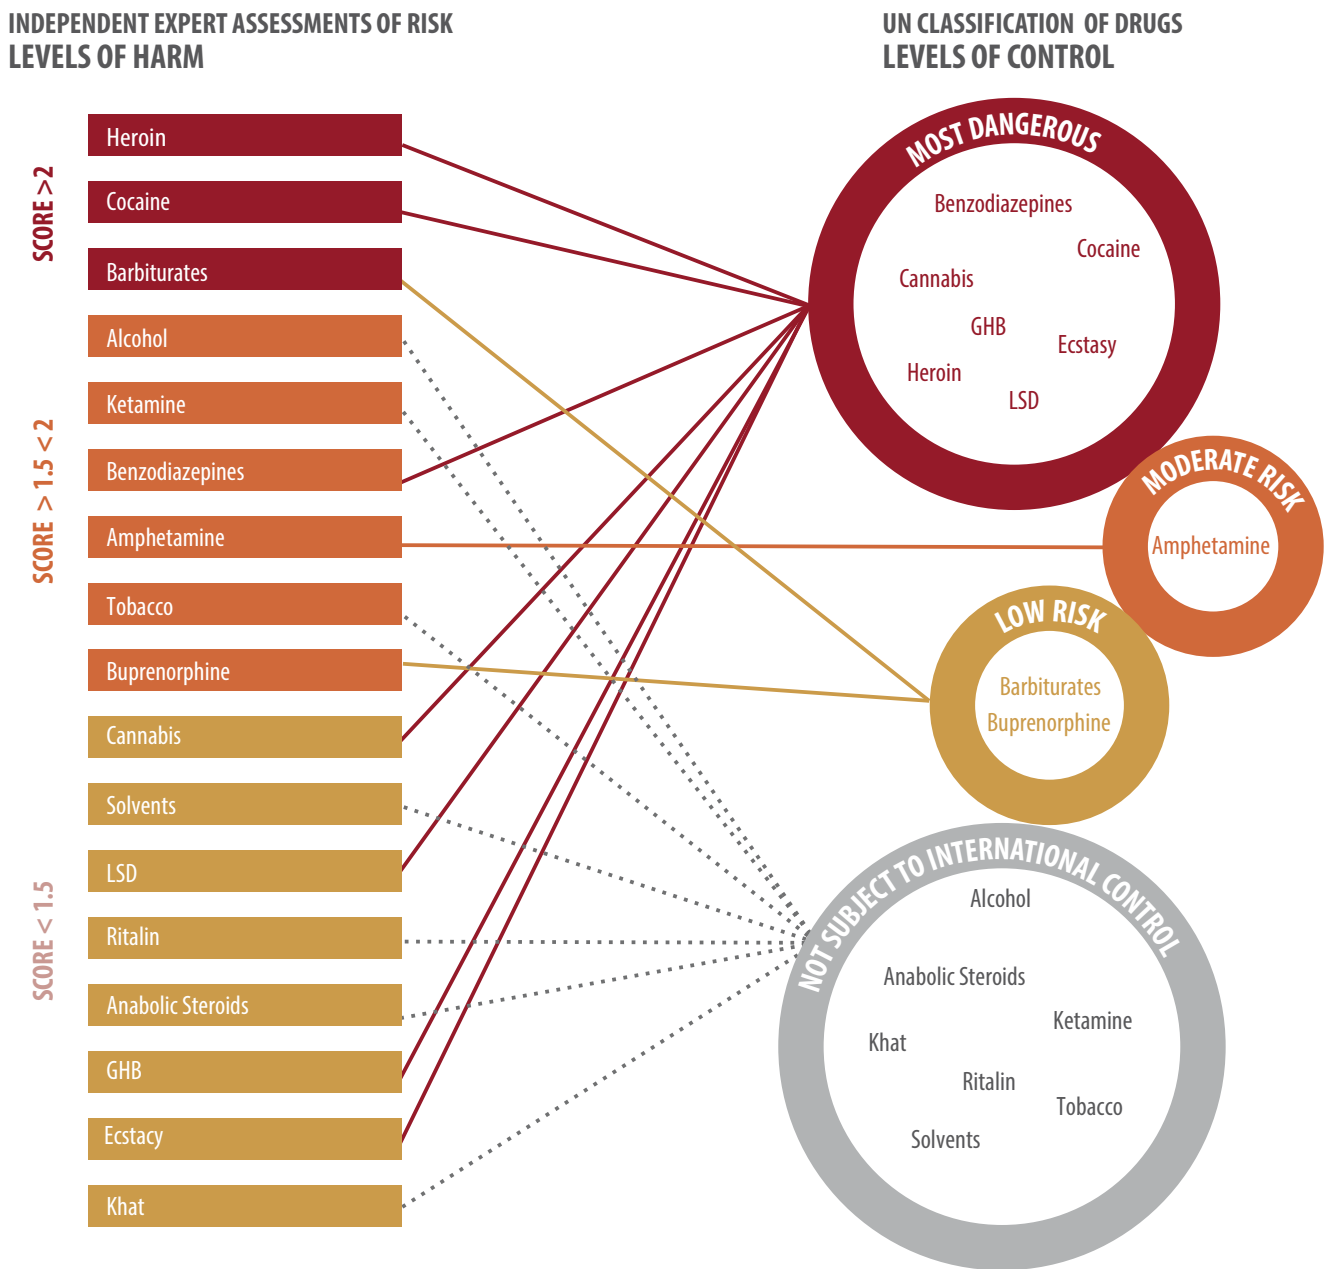 INDEPENDENT EXPERT ASSESSMENTS OF RISK
LEVELS OF HARM
UN CLASSIFICATION OF DRUGS
LEVELS OF CONTROL
SCORE >2
Heroin
Cocaine
Barbiturates
SCORE > 1.5 < 2
Alcohol
Ketamine
Benzodiazepines
Amphetamine
Tobacco
Buprenorphine
SCORE < 1.5
Cannabis
Solvents
LSD
Ritalin
Anabolic Steroids
GHB
Ecstacy
Khat
MOST DANGEROUS
Benzodiazepines
Cocaine
Cannabis
GHB
Ecstasy
Heroin
LSD
MODERATE RISK
Amphetamine
LOW RISK
Barbiturates
Buprenorphine
NOT SUBJECT TO INTERNATIONAL CONTROL
Alcohol
Anabolic Steroids
Ketamine
Khat
Ritalin
Tobacco
Solvents